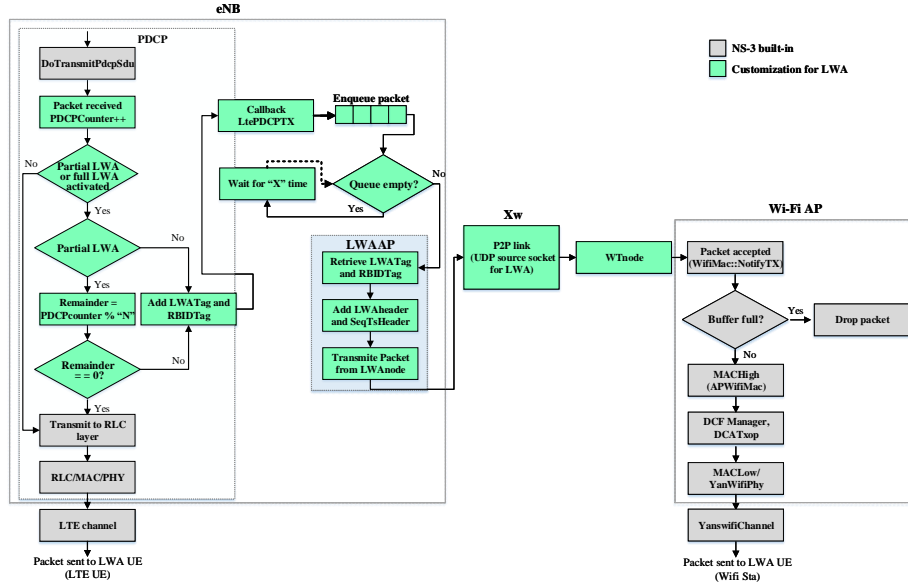 eNB
PDCP
DoTransmitPdcpSdu
Packet received
PDCPCounter++
Partial LWA
or full LWA
activated
No
Yes
Partial LWA
No
Yes
Remainder =
PDCPcounter % “N”
Add LWATag and
RBIDTag
Remainder
= = 0?
No
Yes
Transmit to RLC
layer
RLC/MAC/PHY
LTE channel
Packet sent to LWA UE
(LTE UE)
Callback
LtePDCPTX
Enqueue packet
Wait for “X” time
Queue empty?
No
Yes
LWAAP
Retrieve LWATag
and RBIDTag
Add LWAheader
and SeqTsHeader
Transmite Packet
from LWAnode
Xw
P2P link
(UDP source socket
for LWA)
WTnode
NS-3 built-in
Customization for LWA
Wi-Fi AP
Packet accepted
(WifiMac::NotifyTX)
Buffer full?
Yes
Drop packet
No
MACHigh
(APWifiMac)
DCF Manager,
DCATxop
MACLow/
YanWifiPhy
YanswifiChannel
Packet sent to LWA UE
(Wifi Sta)